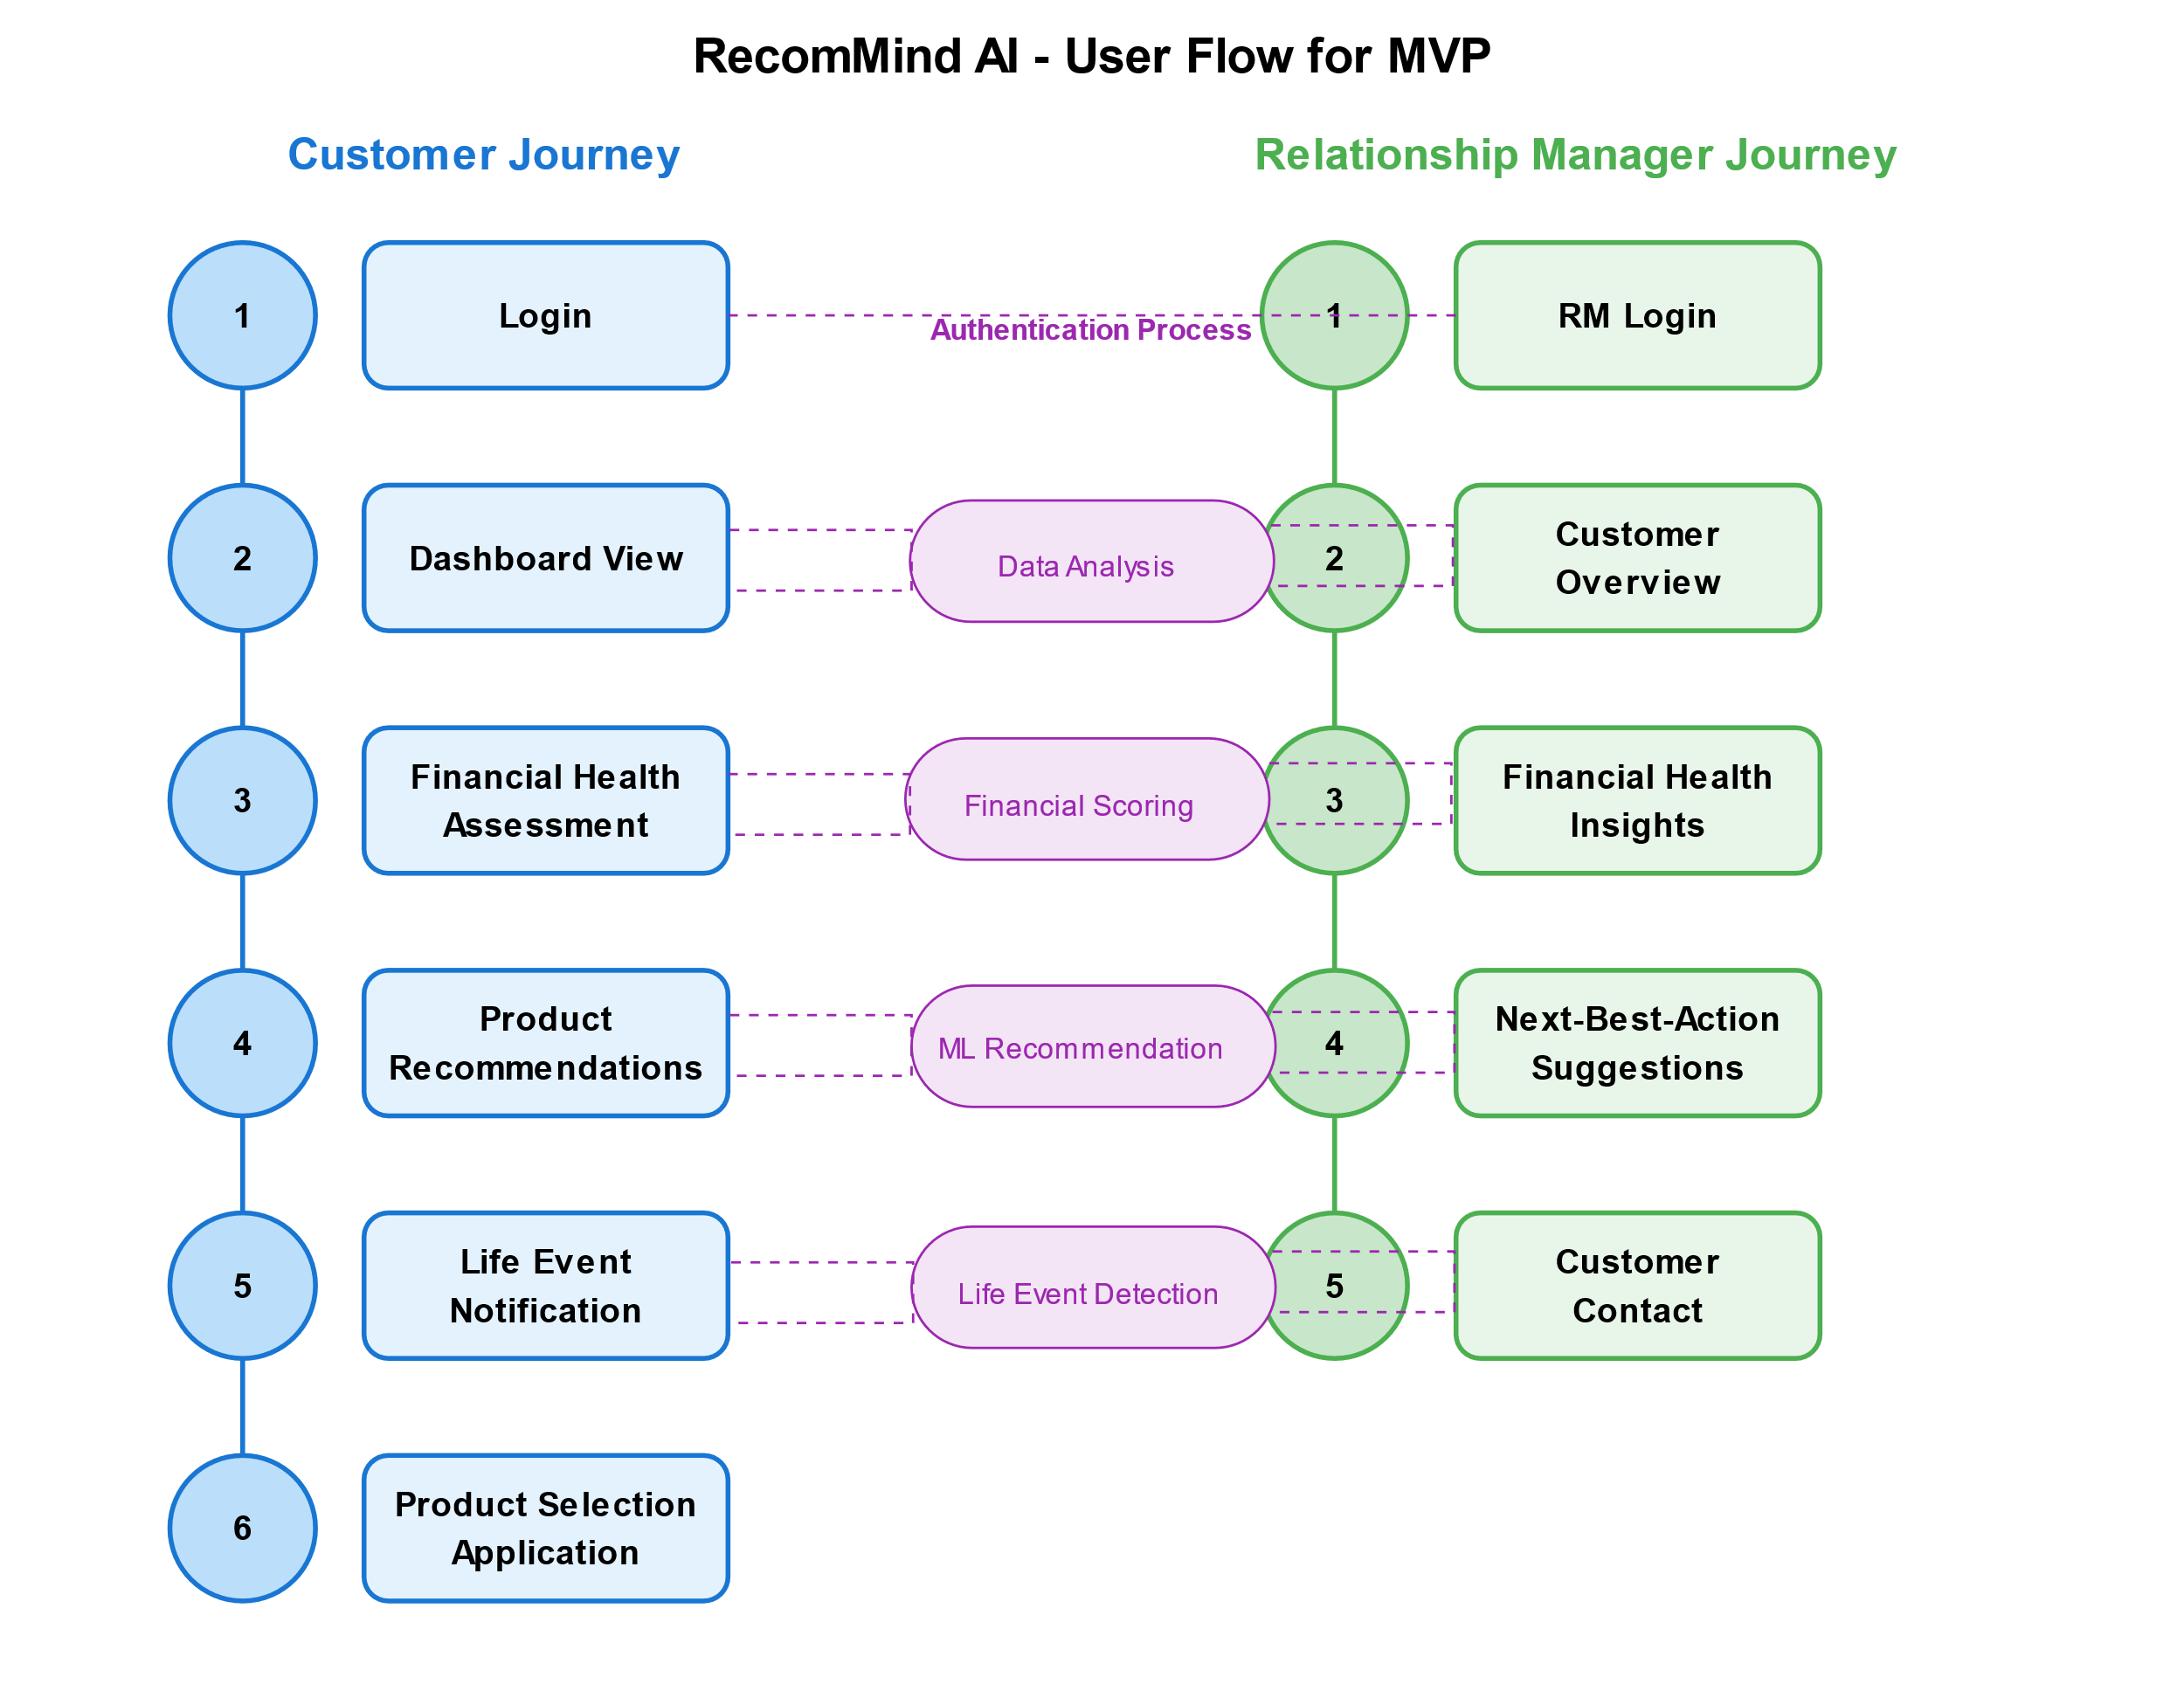 RecomMind AI - User Flow for MVP
Customer Journey
Relationship Manager Journey
1
Login
Authentication Process
1
RM Login
2
Dashboard View
Data Analysis
2
Customer
Overview
3
Financial Health
Assessment
Financial Scoring
3
Financial Health
Insights
4
Product
Recommendations
ML Recommendation
4
Next-Best-Action
Suggestions
5
Life Event
Notification
Life Event Detection
5
Customer
Contact
6
Product Selection
Application